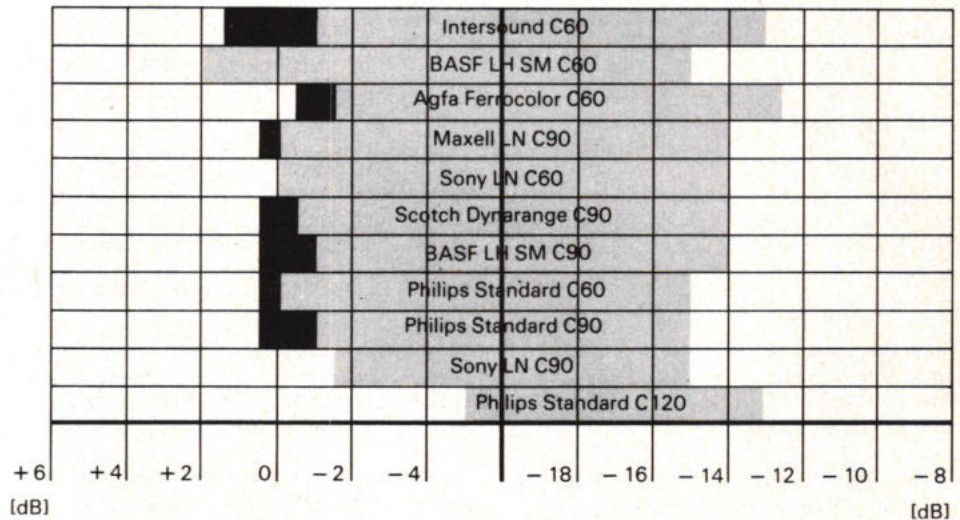 Intersound C60
BASF LH SM C60
Agfa Ferrocolor C60
Maxell LN C90
Sony LN C60
Scotch Dynarange C90
BASF LH SM C90
Philips Standard C60
Philips Standard C90
Sony LN C90
Philips Standard C120
+6 +4 +2 0 -2 -4 -18 -16 -14 -12 -10 -8
[dB] [dB]